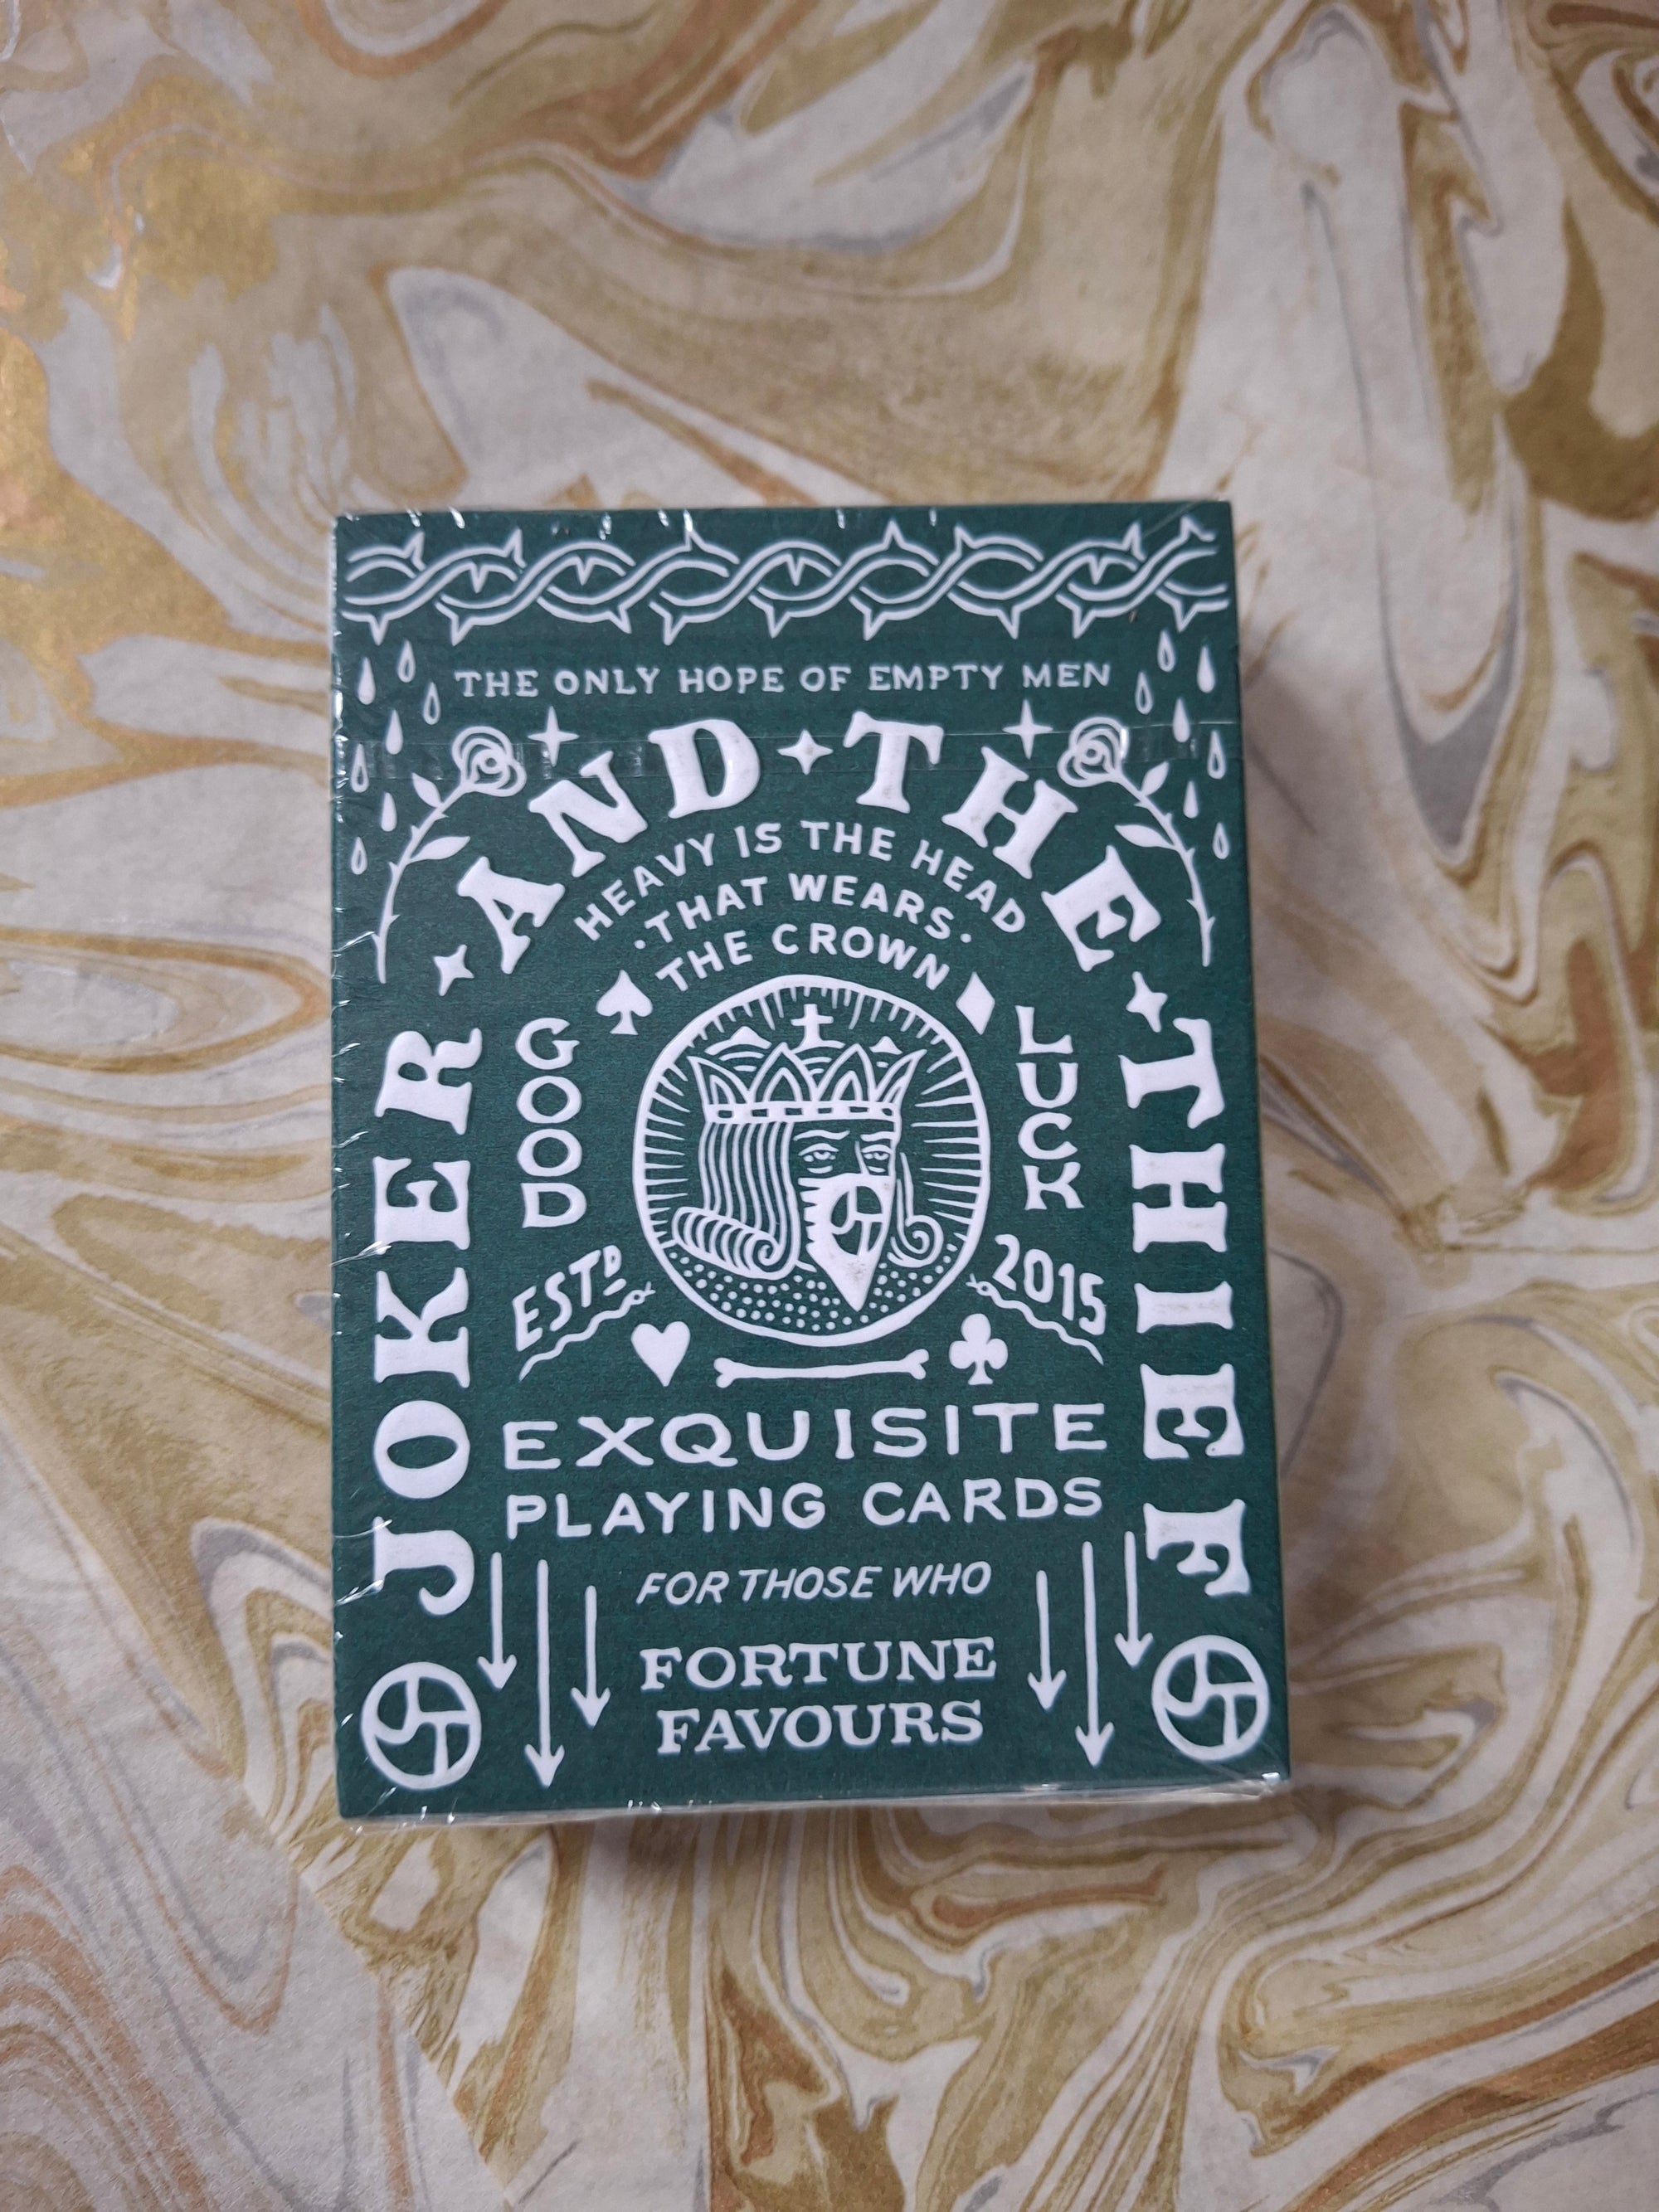 THE ONLY HOPE OF EMPTY MEN
JOKER AND THE THIEF
HEAVY IS THE HEAD
·THAT WEARS·
THE CROWN
GOOD
LUCK
ESTD
2015
EXQUISITE
PLAYING CARDS
FOR THOSE WHO
FORTUNE
FAVOURS